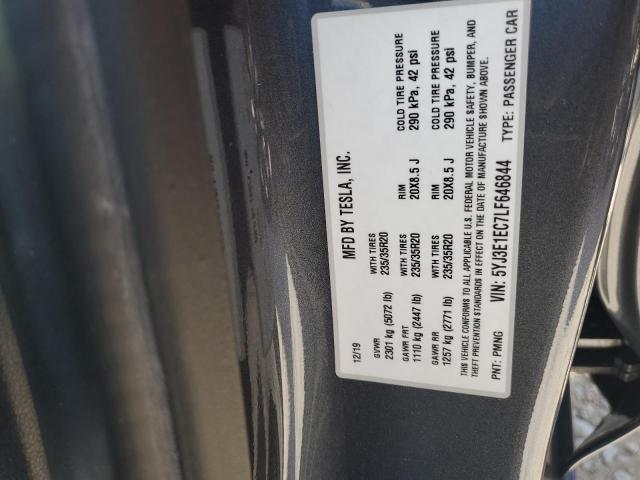 MFD BY TESLA, INC.
12/19
GVWR WITH TIRES
2301 kg (5072 lb) 235/35R20
GAWR FRT WITH TIRES RIM COLD TIRE PRESSURE
1110 kg (2447 lb) 235/35R20 20X8.5 J 290 kPa, 42 psi
GAWR RR WITH TIRES RIM COLD TIRE PRESSURE
1257 kg (2771 lb) 235/35R20 20X8.5 J 290 kPa, 42 psi
THIS VEHICLE CONFORMS TO ALL APPLICABLE U.S. FEDERAL MOTOR VEHICLE SAFETY, BUMPER, AND
THEFT PREVENTION STANDARDS IN EFFECT ON THE DATE OF MANUFACTURE SHOWN ABOVE.
PNT: PMNG VIN: 5YJ3E1EC7LF646844 TYPE: PASSENGER CAR